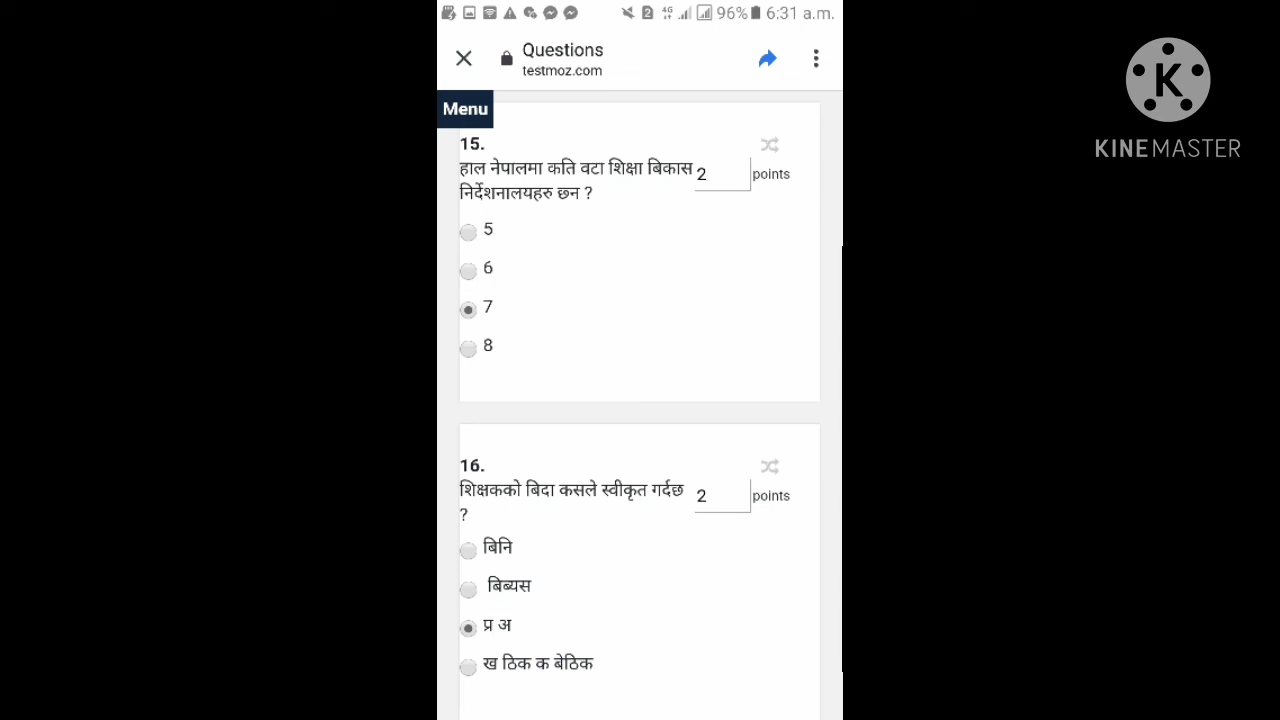 96% 6:31 a.m.
Questions
testmoz.com
Menu
15.
हाल नेपालमा कति वटा शिक्षा बिकास
निर्देशनालयहरु छन ?
2 points
5
6
7
8
16.
शिक्षकको बिदा कसले स्वीकृत गर्दछ
?
2 points
बिनि
बिब्यस
प्र अ
ख ठिक क बेठिक
K
KINEMASTER